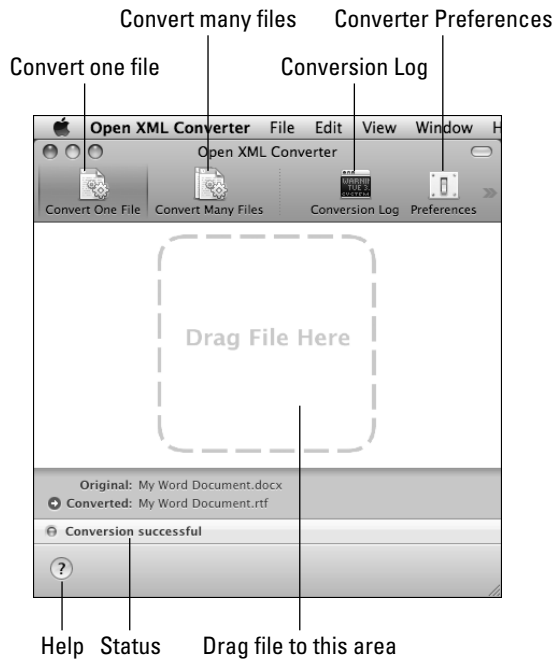 Convert many files
Converter Preferences
Convert one file
Conversion Log
Open XML Converter File Edit View Window H
Open XML Converter
Convert One File Convert Many Files Conversion Log Preferences
Drag File Here
Original: My Word Document.docx
Converted: My Word Document.rtf
Conversion successful
?
Help Status Drag file to this area